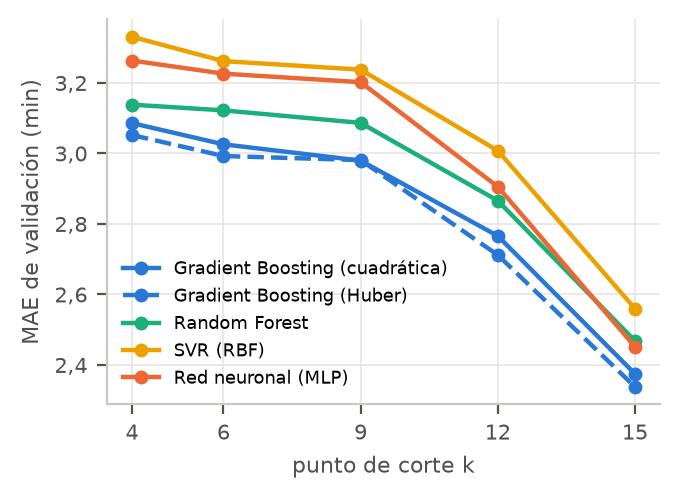 3,2
3,0
2,8
2,6
2,4
MAE de validación (min)
Gradient Boosting (cuadrática)
Gradient Boosting (Huber)
Random Forest
SVR (RBF)
Red neuronal (MLP)
4 6 9 12 15
punto de corte k